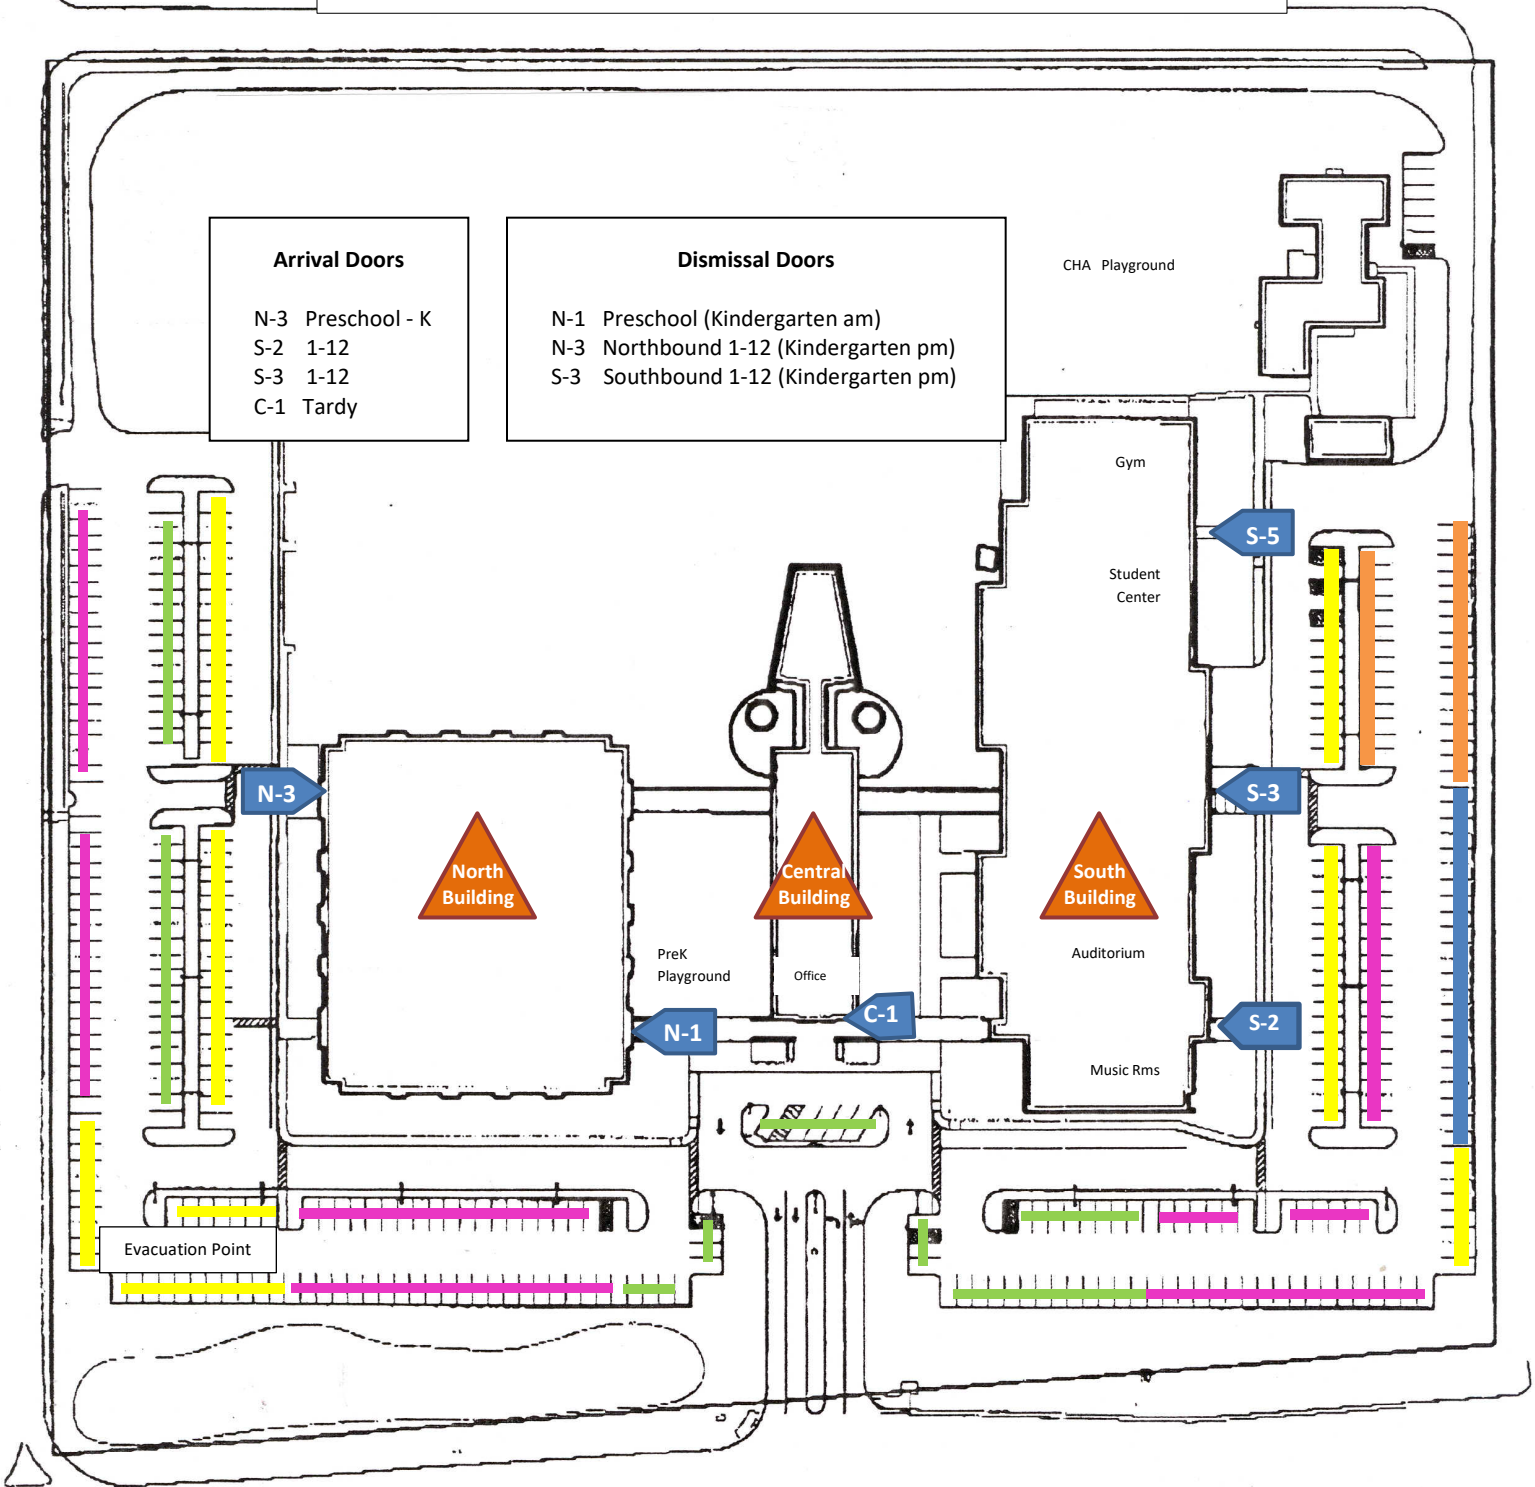 Arrival Doors
N-3 Preschool - K
S-2 1-12
S-3 1-12
C-1 Tardy
Dismissal Doors
N-1 Preschool (Kindergarten am)
N-3 Northbound 1-12 (Kindergarten pm)
S-3 Southbound 1-12 (Kindergarten pm)
CHA Playground
Gym
S-5
Student
Center
N-3
S-3
North
Building
Central
Building
South
Building
PreK
Playground
Office
Auditorium
N-1
C-1
S-2
Music Rms
Evacuation Point